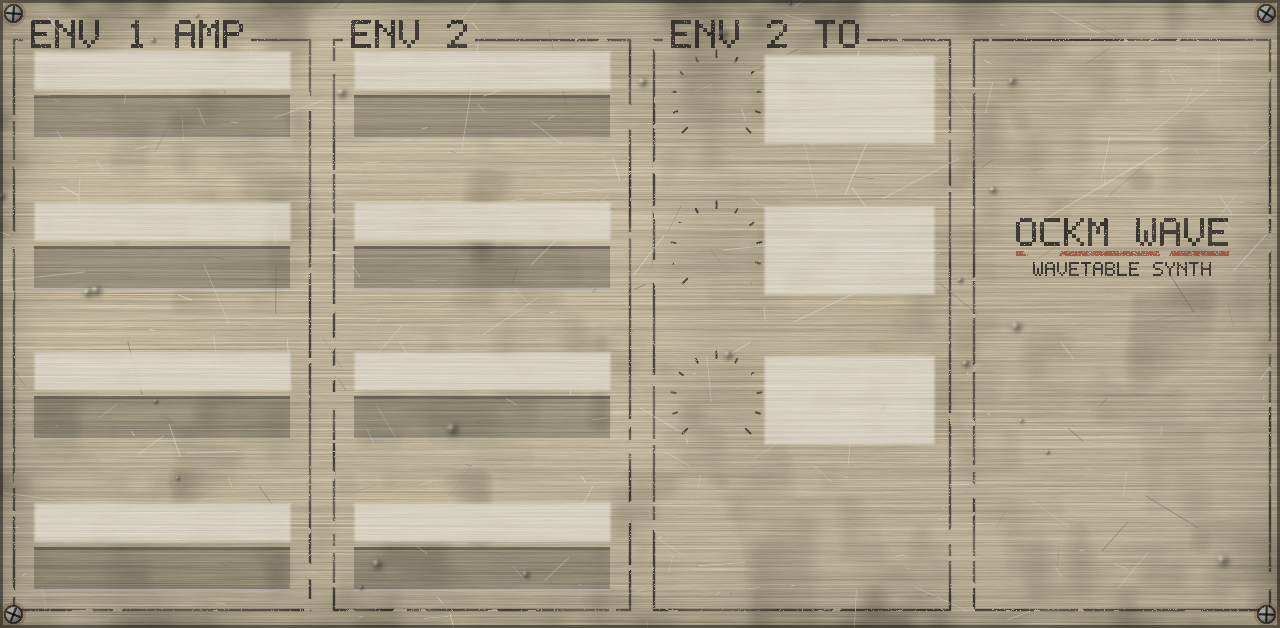 ENV 1 AMP
ENV 2
ENV 2 TO
OCKM WAVE
WAVETABLE SYNTH